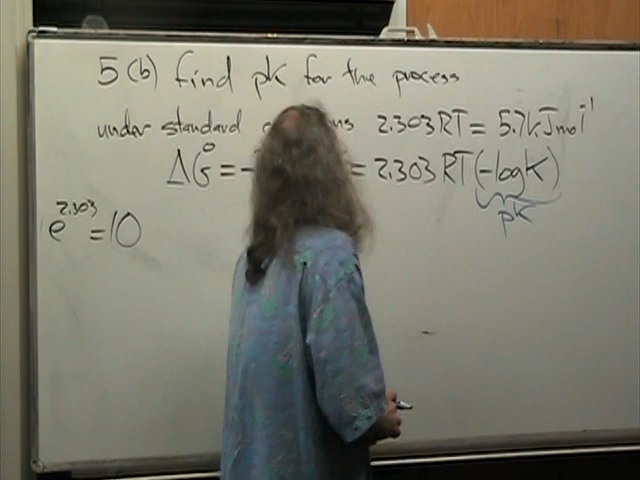 5(b) find pK for the process
under standard 2.303RT = 5.7kJmol⁻¹
ΔG° = - = 2.303RT(-logK)
pK
e^2.303 = 10